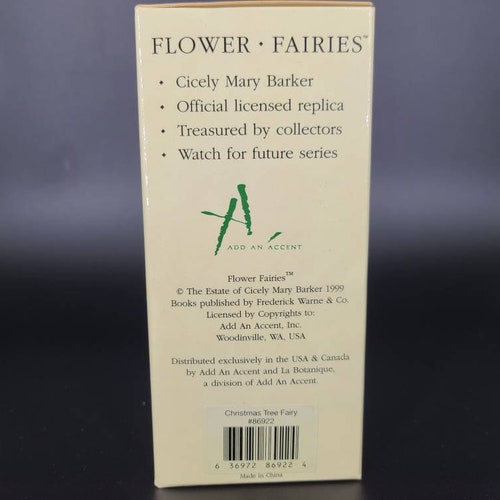 FLOWER · FAIRIES™
• Cicely Mary Barker
• Official licensed replica
• Treasured by collectors
• Watch for future series
A
ADD AN ACCENT
Flower Fairies™
© The Estate of Cicely Mary Barker 1999
Books published by Frederick Warne & Co.
Licensed by Copyrights to:
Add An Accent, Inc.
Woodinville, WA, USA
Distributed exclusively in the USA & Canada
by Add An Accent and La Botanique,
a division of Add An Accent
Christmas Tree Fairy
#86922
6 36972 86922 4
Made in China